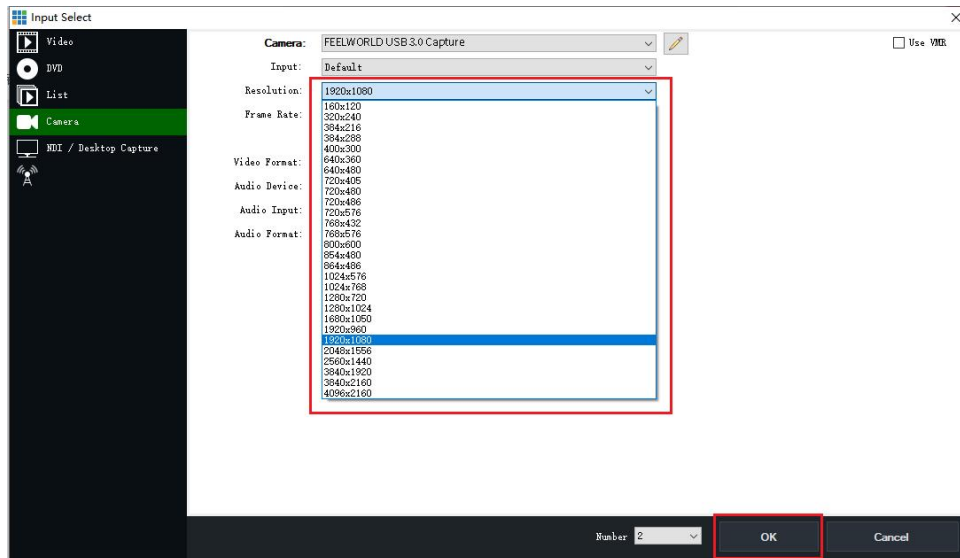 Input Select
Video
DVD
List
Camera
NDI / Desktop Capture
Camera: FEELWORLD USB 3.0 Capture
Use VMR
Input: Default
Resolution: 1920x1080
160x120
320x240
384x216
384x288
400x300
640x360
640x480
720x405
720x480
720x486
720x576
768x432
768x576
800x600
854x480
864x486
1024x576
1024x768
1280x720
1280x1024
1680x1050
1920x960
1920x1080
2048x1556
2560x1440
3840x1920
3840x2160
4096x2160
Frame Rate:
Video Format:
Audio Device:
Audio Input:
Audio Format:
Number 2
OK
Cancel